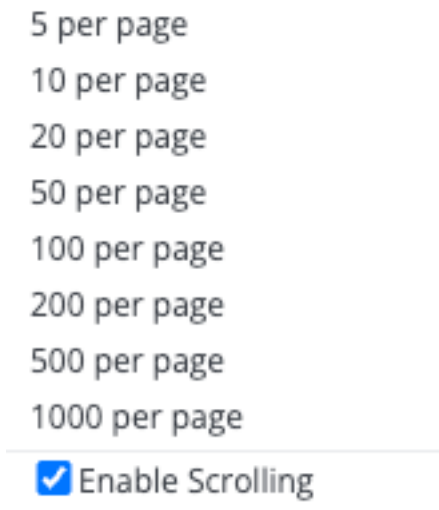 5 per page
10 per page
20 per page
50 per page
100 per page
200 per page
500 per page
1000 per page
Enable Scrolling